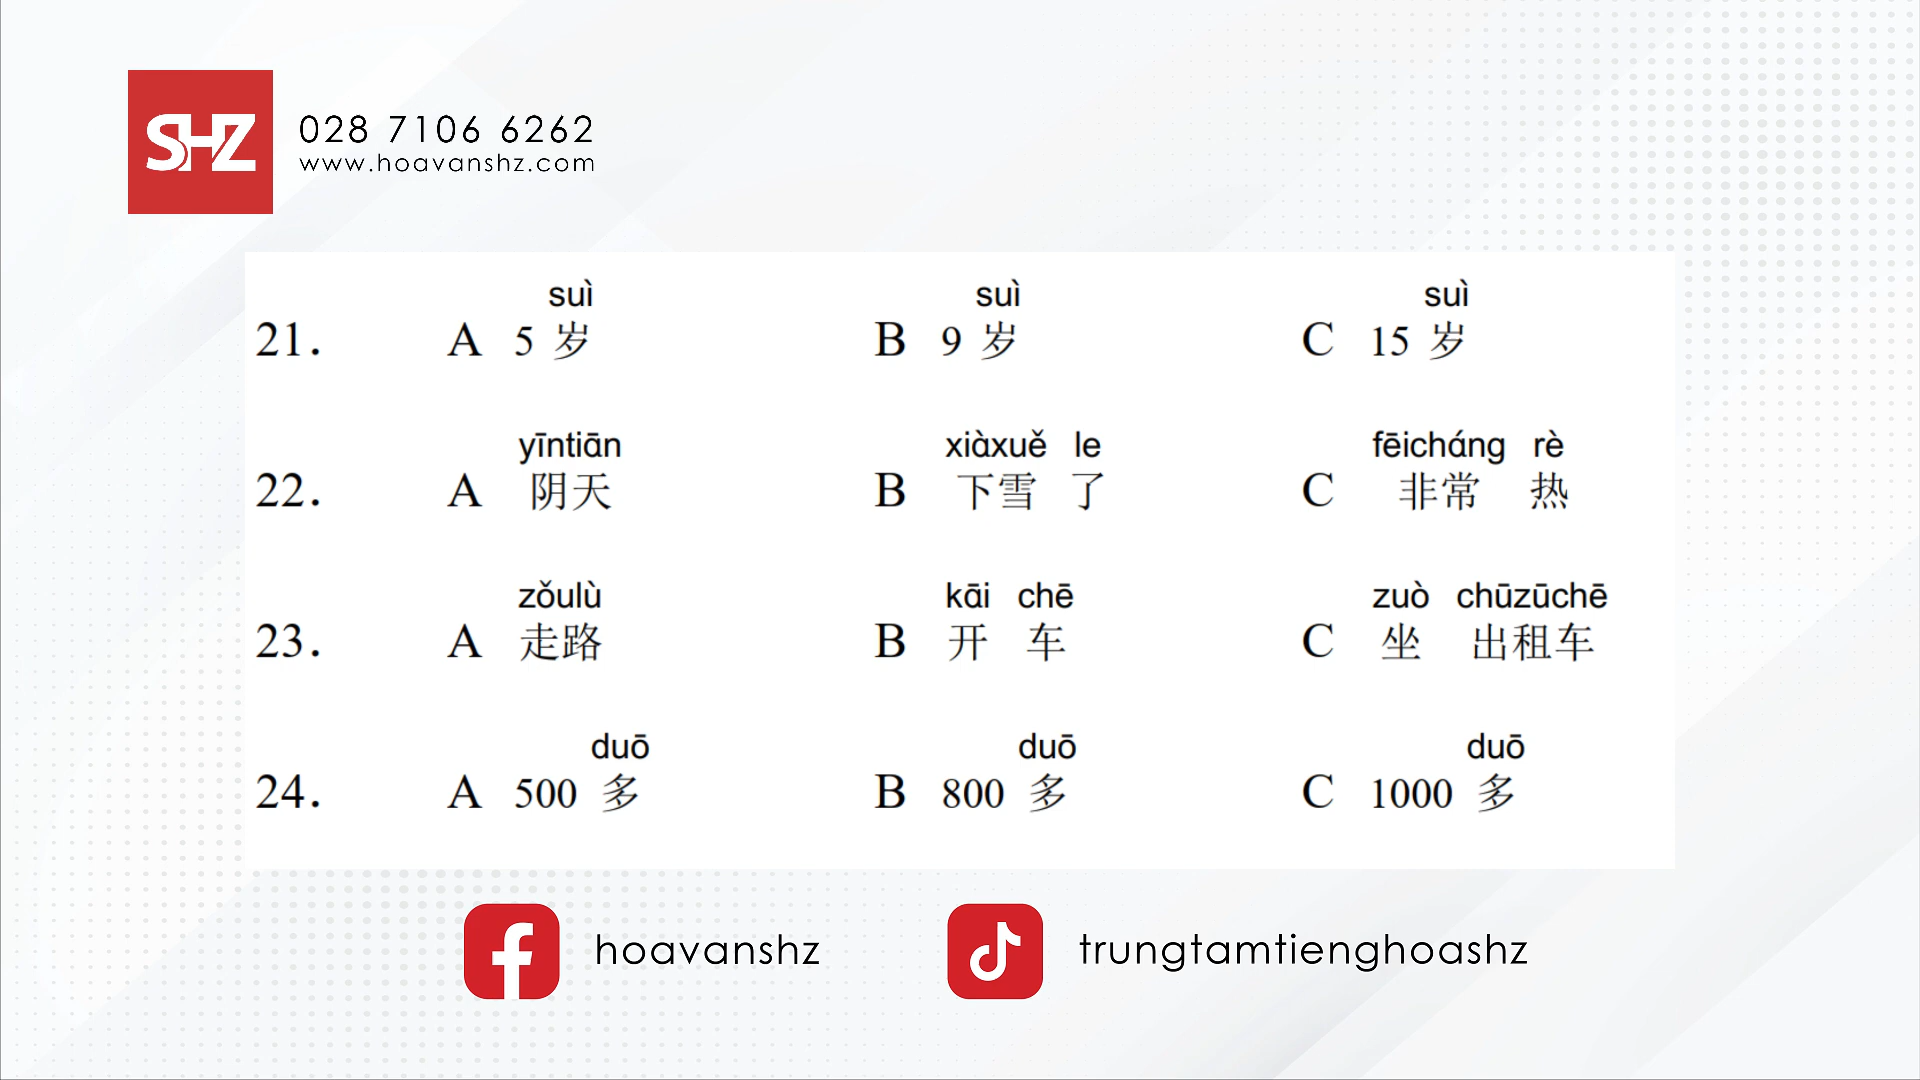 SHZ
028 7106 6262
www.hoavanshz.com
suì suì suì
21. A 5 岁 B 9 岁 C 15 岁
yīntiān xiàxuě le fēicháng rè
22. A 阴天 B 下雪 了 C 非常 热
zǒulù kāi chē zuò chūzūchē
23. A 走路 B 开 车 C 坐 出租车
duō duō duō
24. A 500 多 B 800 多 C 1000 多
hoavanshz trungtamtienghoashz